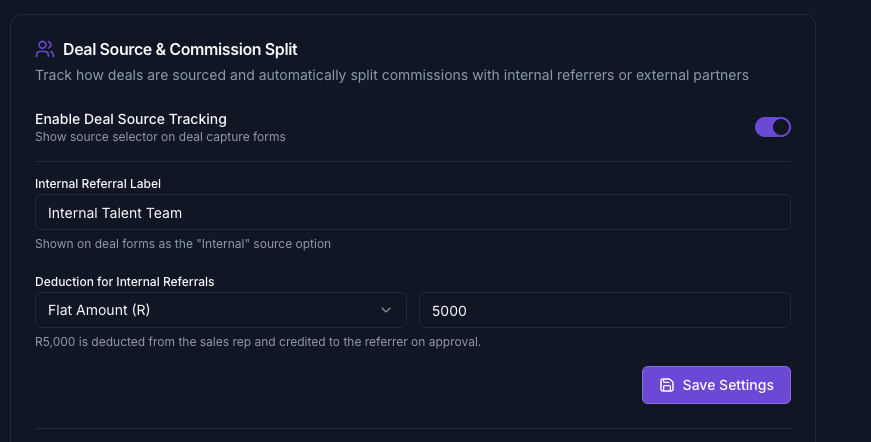 Deal Source & Commission Split
Track how deals are sourced and automatically split commissions with internal referrers or external partners
Enable Deal Source Tracking
Show source selector on deal capture forms
Internal Referral Label
Internal Talent Team
Shown on deal forms as the "Internal" source option
Deduction for Internal Referrals
Flat Amount (R)
5000
R5,000 is deducted from the sales rep and credited to the referrer on approval.
Save Settings